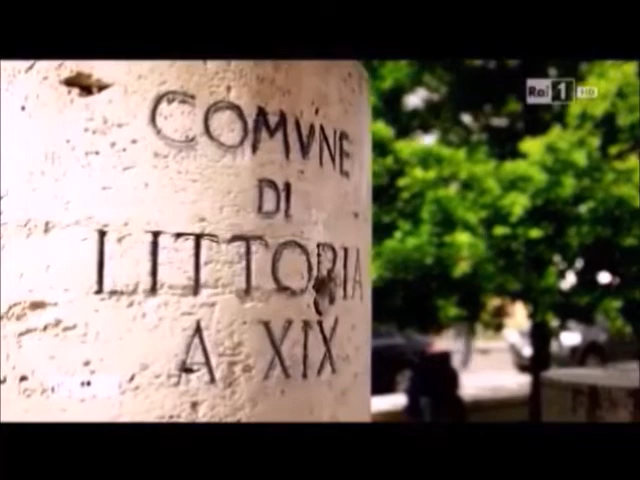 COMVNE
DI
LITTORIA
A XIX
Rai 1 HD